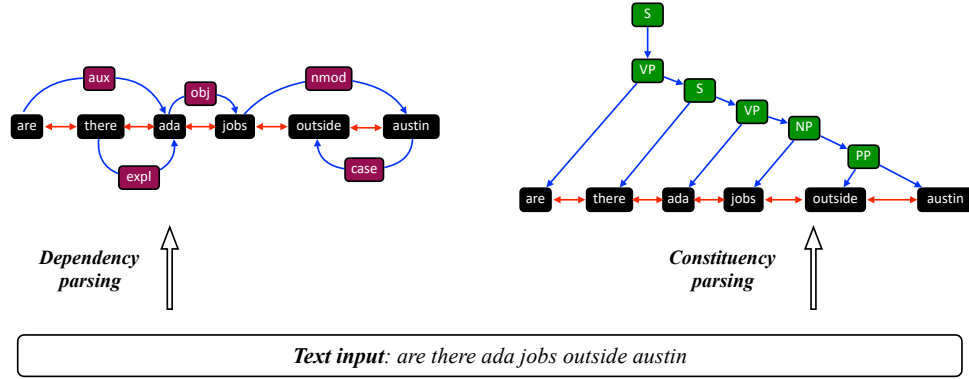 S
aux
obj
nmod
VP
S
VP
NP
PP
are there ada jobs outside austin
expl
case
are there ada jobs outside austin
Dependency
parsing
Constituency
parsing
Text input: are there ada jobs outside austin